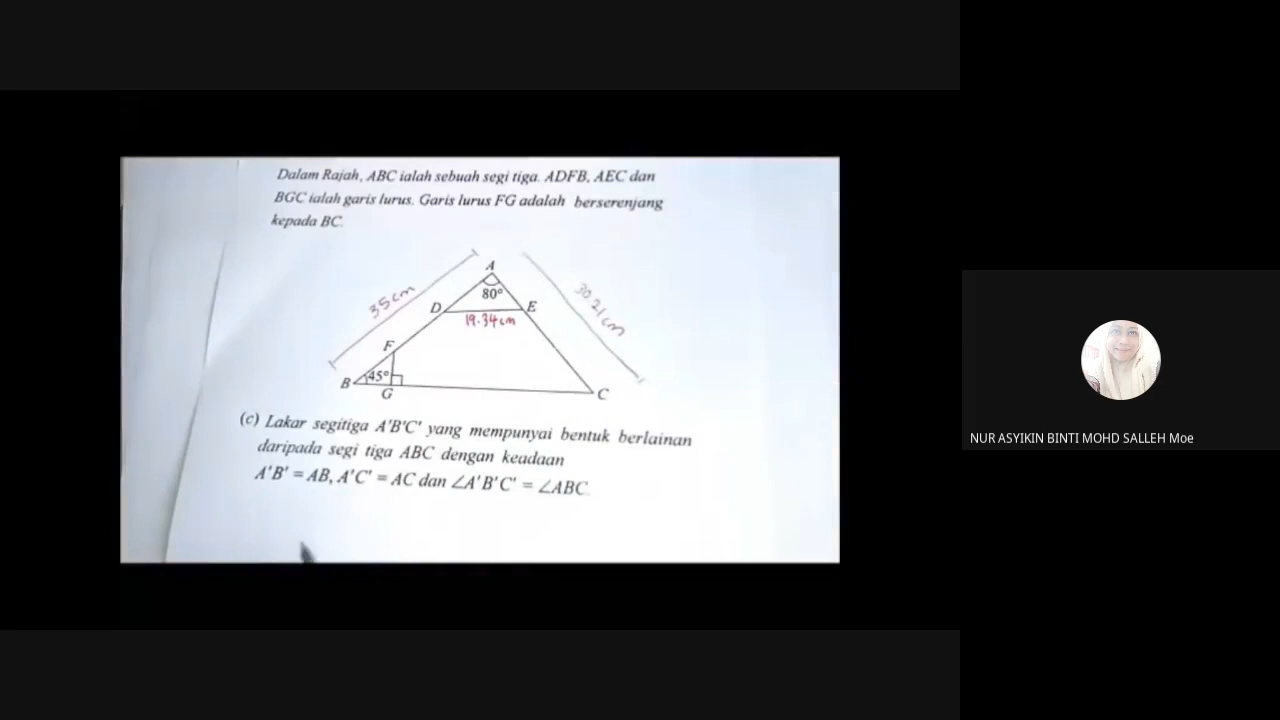 Dalam Rajah, ABC ialah sebuah segi tiga. ADFB, AEC dan
BGC ialah garis lurus. Garis lurus FG adalah berserenjang
kepada BC.
A
80°
35cm
30.21cm
D
E
19.34cm
F
B
45°
G
C
(c) Lakar segitiga A'B'C' yang mempunyai bentuk berlainan
daripada segi tiga ABC dengan keadaan
A'B' = AB, A'C' = AC dan ∠A'B'C' = ∠ABC.
NUR ASYIKIN BINTI MOHD SALLEH Moe